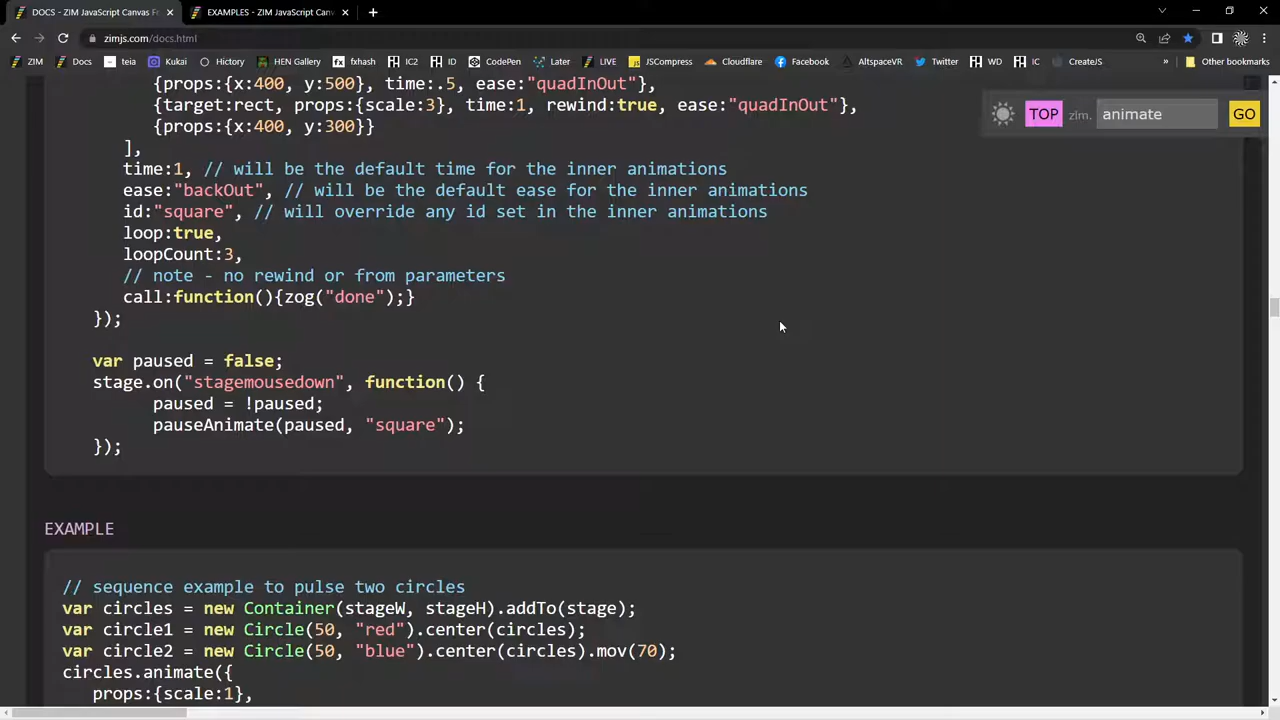 DOCS - ZIM JavaScript Canvas F
EXAMPLES - ZIM JavaScript Canv
zimjs.com/docs.html
ZIM
Docs
teia
Kukai
History
HEN Gallery
fxhash
IC2
ID
CodePen
Later
LIVE
JSCompress
Cloudflare
Facebook
AltspaceVR
Twitter
WD
IC
CreateJS
»
Other bookmarks
{props:{x:400, y:500}, time:.5, ease:"quadInOut"},
{target:rect, props:{scale:3}, time:1, rewind:true, ease:"quadInOut"},
{props:{x:400, y:300}}
],
time:1, // will be the default time for the inner animations
ease:"backOut", // will be the default ease for the inner animations
id:"square", // will override any id set in the inner animations
loop:true,
loopCount:3,
// note - no rewind or from parameters
call:function(){zog("done");}
});
var paused = false;
stage.on("stagemousedown", function() {
paused = !paused;
pauseAnimate(paused, "square");
});
TOP
zim.
animate
GO
EXAMPLE
// sequence example to pulse two circles
var circles = new Container(stageW, stageH).addTo(stage);
var circle1 = new Circle(50, "red").center(circles);
var circle2 = new Circle(50, "blue").center(circles).mov(70);
circles.animate({
props:{scale:1},